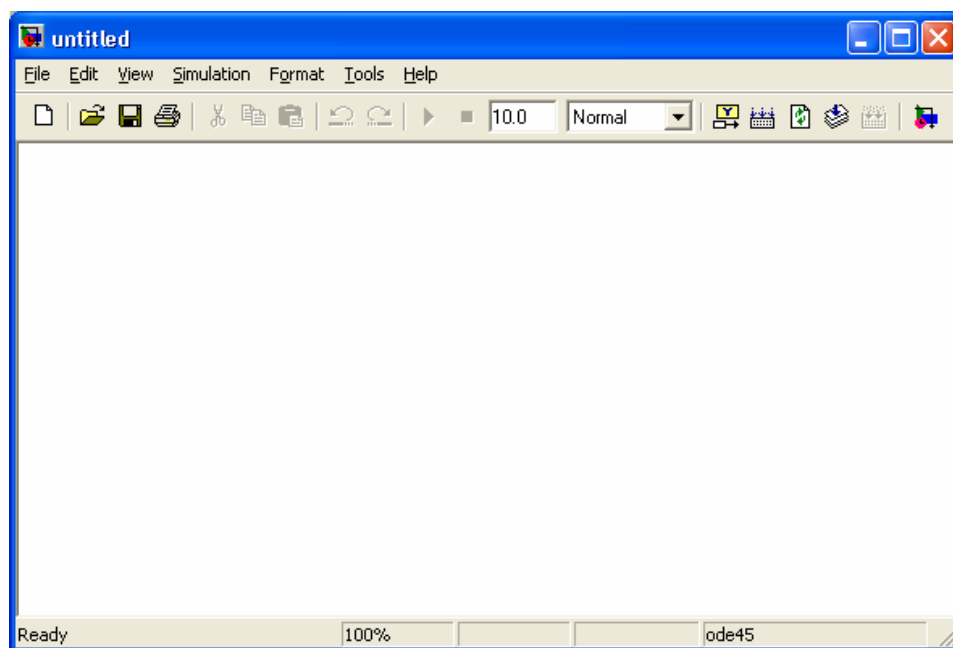 untitled
File Edit View Simulation Format Tools Help
10.0 Normal
Ready 100% ode45